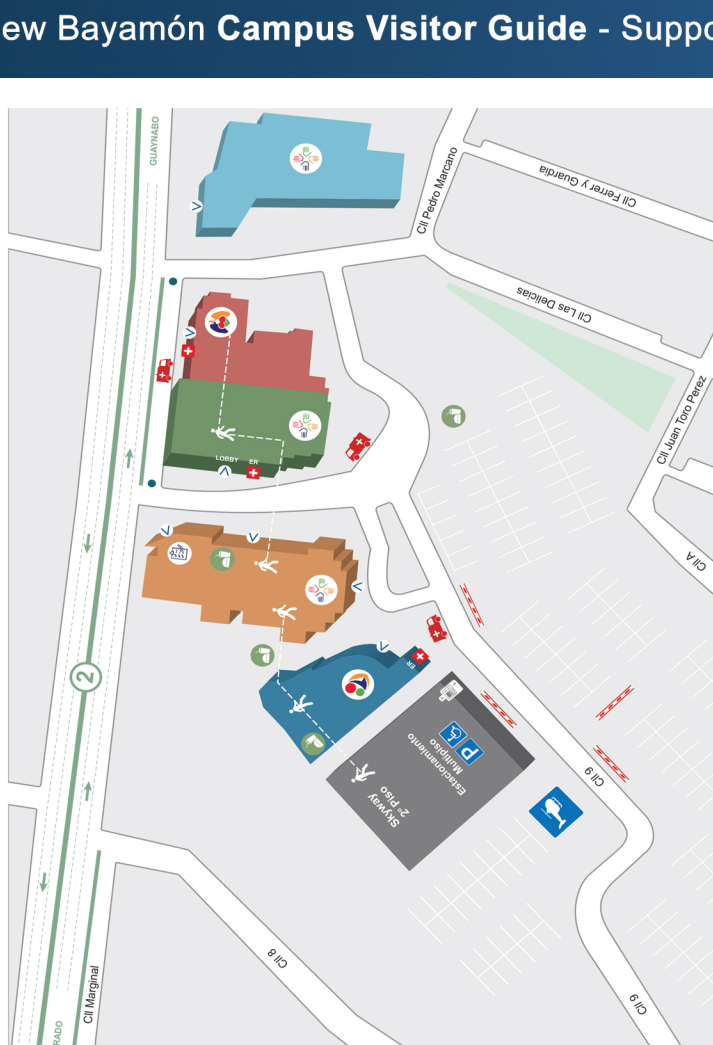 ew Bayamón Campus Visitor Guide - Suppo
GUAYNABO
Cll Pedro Marcano
Cll Ferrer y Guardia
Cll Las Delicias
Cll Juan Toro Perez
Cll A
LOBBY
ER
ER
2
P
Estacionamiento
Multipiso
Skyway
2º Piso
Cll 9
Cll 8
Cll 9
Cll Marginal
RADO